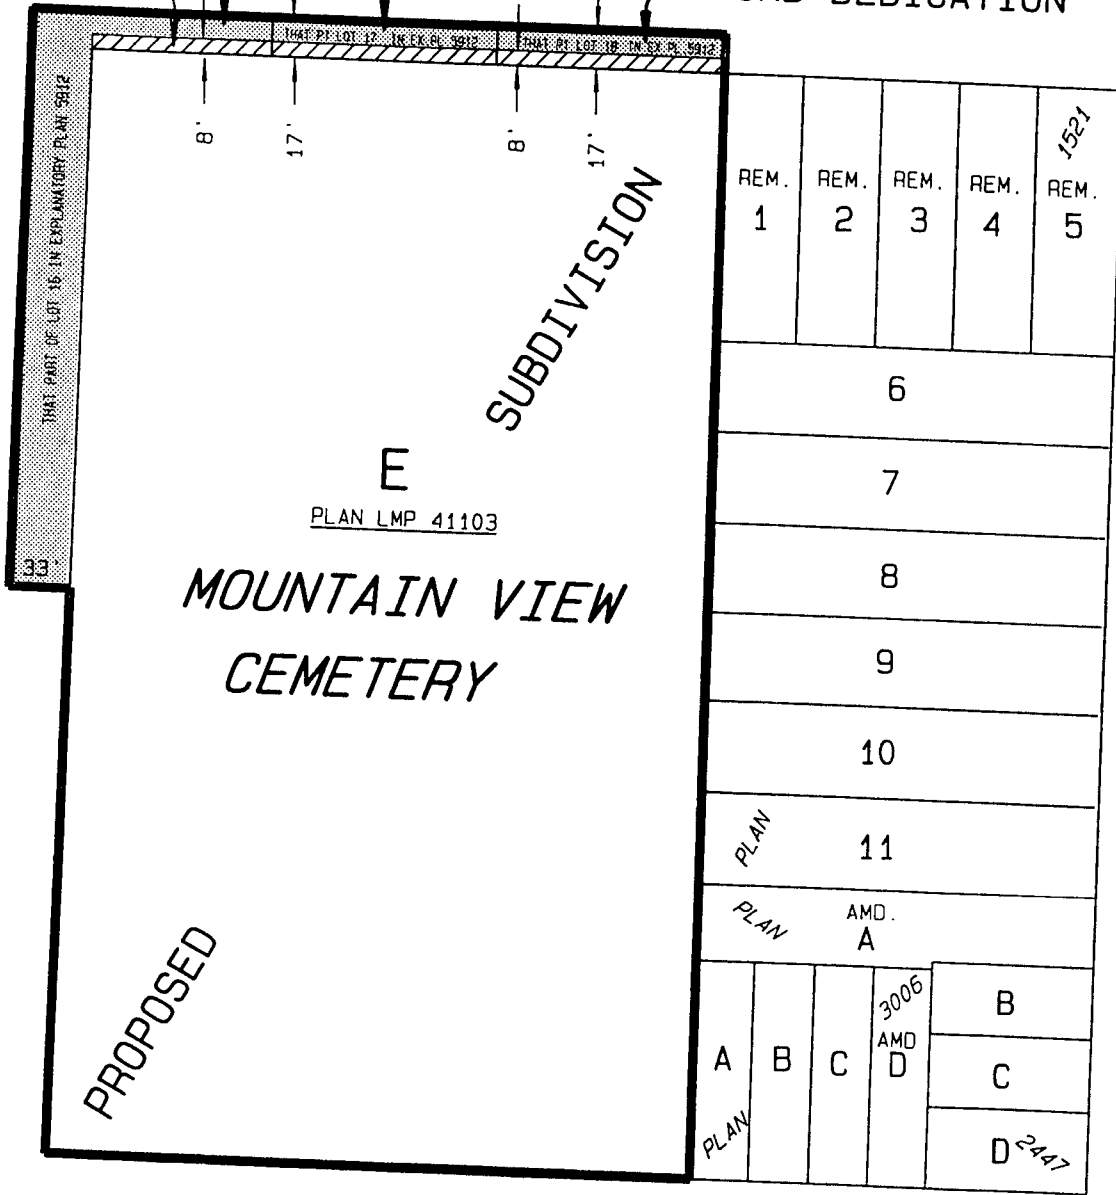 DEDICATION
THAT PT LOT 17 IN EX PL 5912
THAT PT LOT 18 IN EX PL 5912
THAT PART OF LOT 16 IN EXPLANATORY PLAN 5912
8'
17'
8'
17'
SUBDIVISION
1521
REM.
1
REM.
2
REM.
3
REM.
4
REM.
5
E
PLAN LMP 41103
33'
MOUNTAIN VIEW
CEMETERY
PROPOSED
6
7
8
9
10
PLAN
11
PLAN
AMD.
A
A
PLAN
B
C
3006
AMD
D
B
C
D
2447